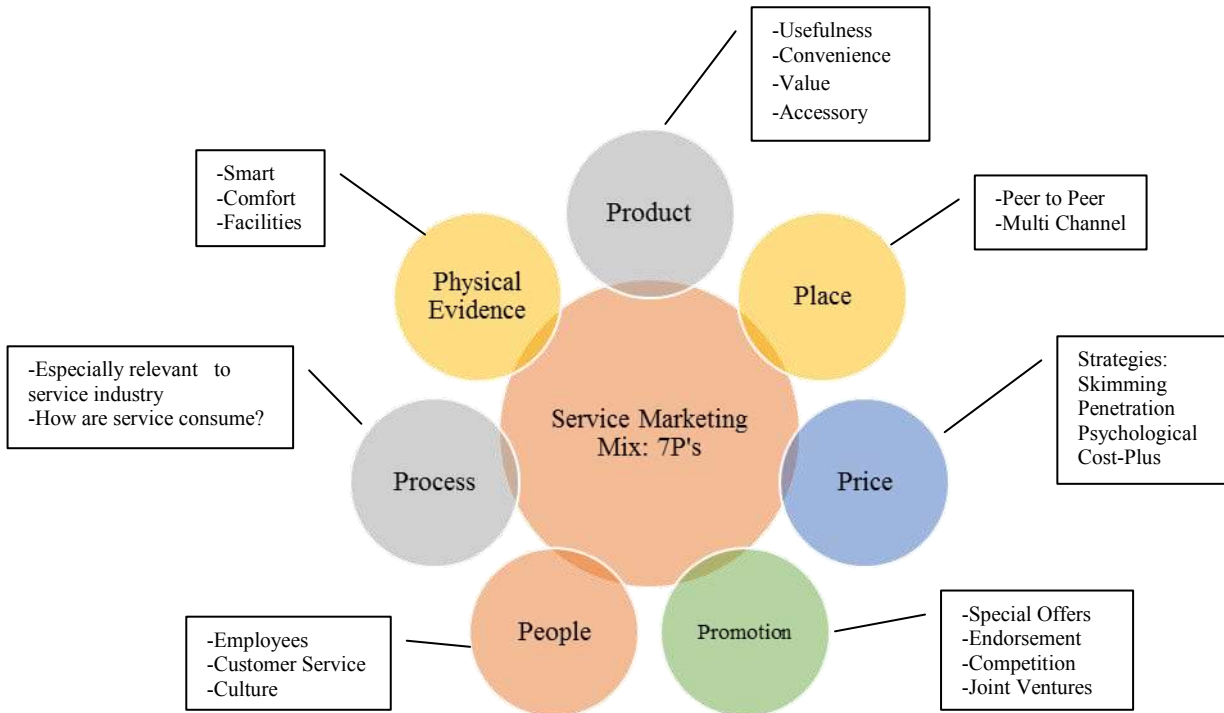 -Usefulness
-Convenience
-Value
-Accessory
-Smart
-Comfort
-Facilities
Product
-Peer to Peer
-Multi Channel
Physical
Evidence
Place
-Especially relevant to
service industry
-How are service consume?
Service Marketing
Mix: 7P's
Strategies:
Skimming
Penetration
Psychological
Cost-Plus
Process
Price
-Employees
-Customer Service
-Culture
People
Promotion
-Special Offers
-Endorsement
-Competition
-Joint Ventures